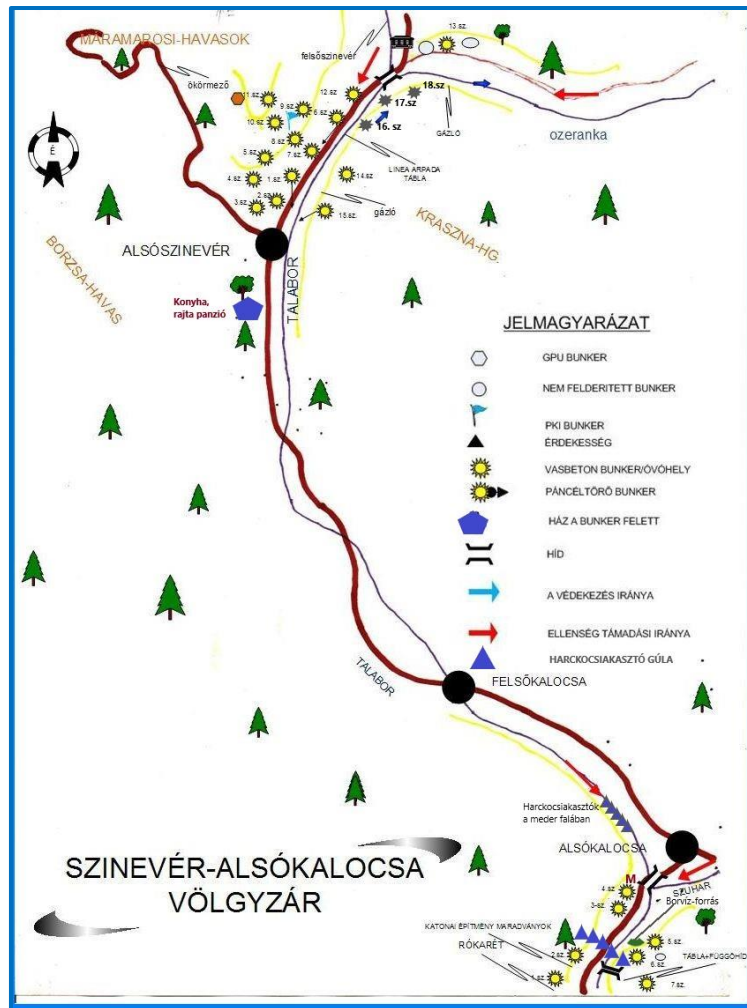 MÁRAMAROSI-HAVASOK
felsőszinevér
13.sz.
ökörmező
11.sz
12.sz
9.sz
18.sz
10.sz
6.sz
17.sz
16. sz
GÁZLÓ
ozeranka
8.sz
5.sz.
7.sz.
LÍNEA ARPADA
TÁBLA
4.sz.
1.sz.
14.sz
É
2.sz
3.sz
gázló
15.sz.
KRASZNA-HG.
ALSÓSZINEVÉR
BORZSA-HAVAS
TALABOR
Konyha,
rajta panzió
JELMAGYARÁZAT
GPU BUNKER
NEM FELDERITETT BUNKER
PKI BUNKER
ÉRDEKESSÉG
VASBETON BUNKER/ÓVÓHELY
PÁNCÉLTÖRŐ BUNKER
HÁZ A BUNKER FELETT
HÍD
A VÉDEKEZÉS IRÁNYA
ELLENSÉG TÁMADÁSI IRÁNYA
HARCKOCSIAKASZTÓ GÚLA
TALABOR
FELSŐKALOCSA
Harckocsiakasztók
a meder falában
ALSÓKALOCSA
SZINEVÉR-ALSÓKALOCSA
VÖLGYZÁR
M
SZUHAR
4.sz
Borvíz-forrás
3-sz
KATONAI ÉPÍTMÉNY MARADVÁNYOK
RÓKARÉT
5.sz.
2.sz
TÁBLA+FÜGGŐHÍD
6.sz.
1.sz
7.sz